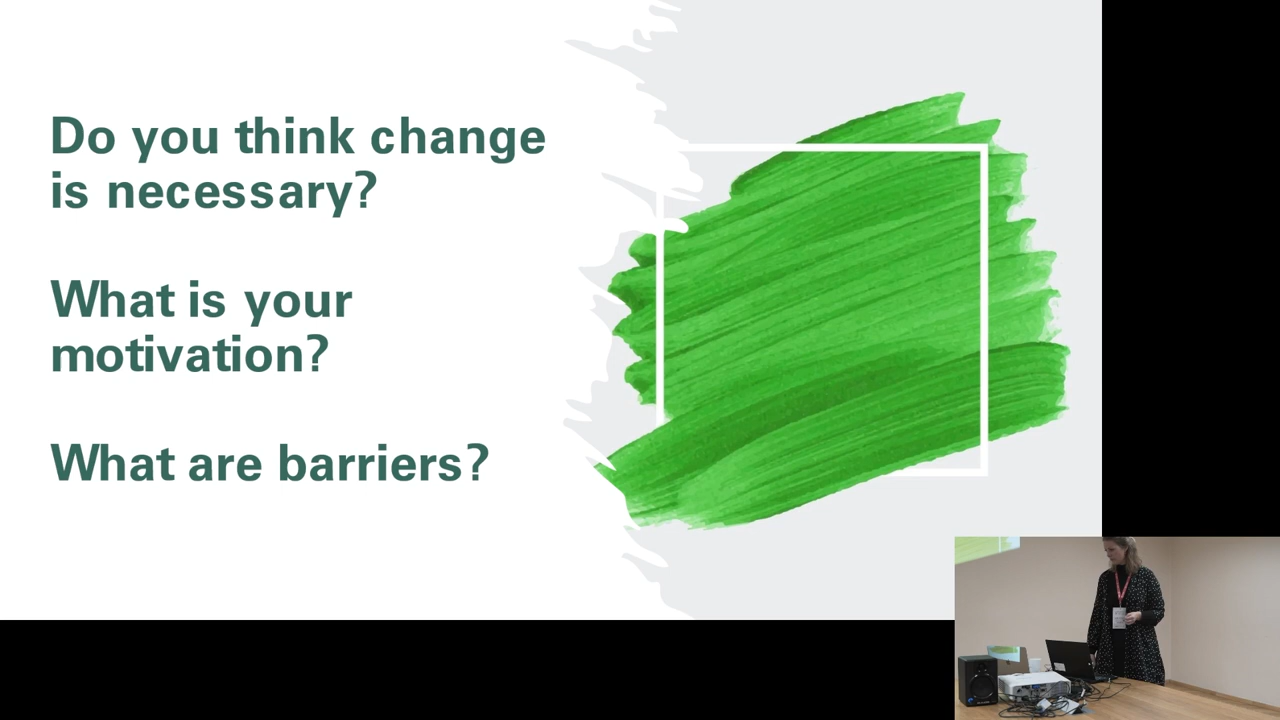 Do you think change
is necessary?
What is your
motivation?
What are barriers?